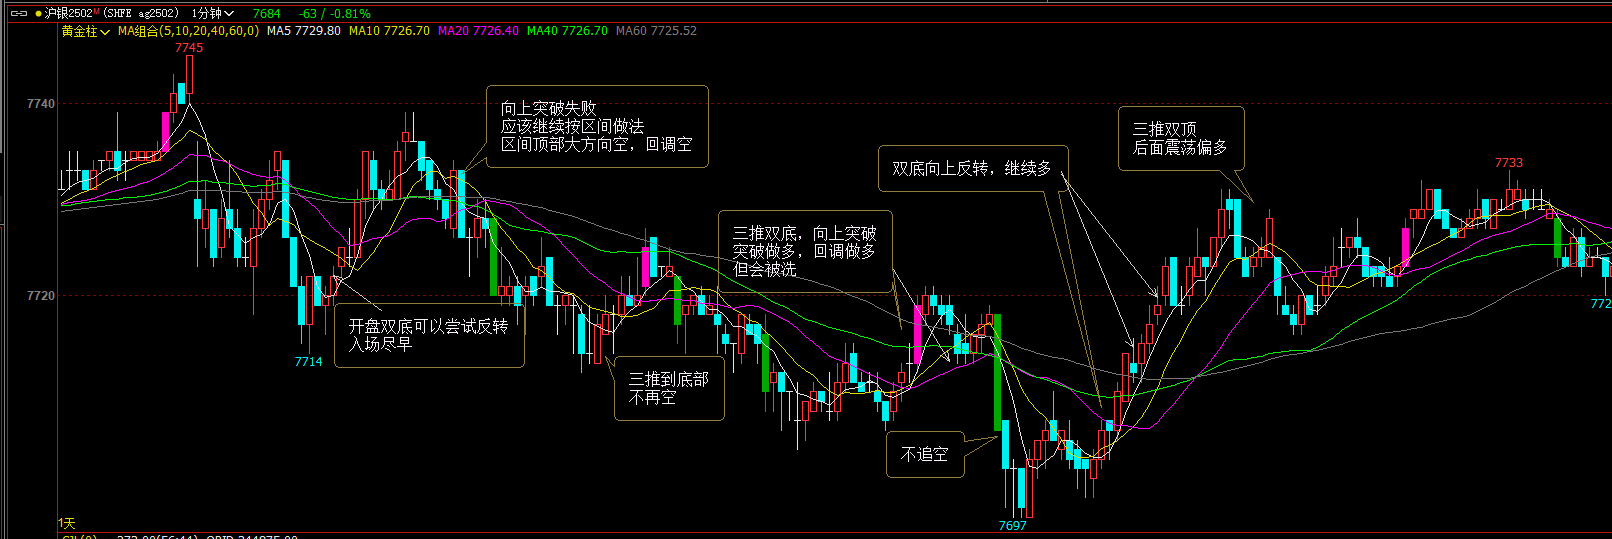 沪银2502M (SHFE ag2502) 1分钟 7684 -63 / -0.81%
黄金柱 MA组合(5,10,20,40,60,0) MA5 7729.80 MA10 7726.70 MA20 7726.40 MA40 7726.70 MA60 7725.52
7745
7740
向上突破失败
应该继续按区间做法
区间顶部大方向空，回调空
三推双顶
后面震荡偏多
7733
双底向上反转，继续多
三推双底，向上突破
突破做多，回调做多
但会被洗
7720
772
开盘双底可以尝试反转
入场尽早
7714
三推到底部
不再空
不追空
7697
1天